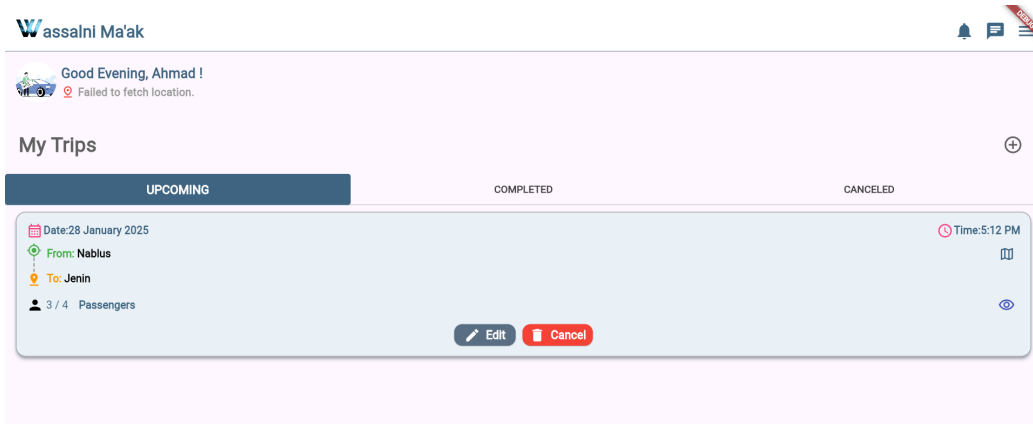 Wassalni Ma'ak
DEBUG
Good Evening, Ahmad !
Failed to fetch location.
My Trips
UPCOMING COMPLETED CANCELED
Date:28 January 2025 Time:5:12 PM
From: Nablus
To: Jenin
3 / 4 Passengers
Edit Cancel